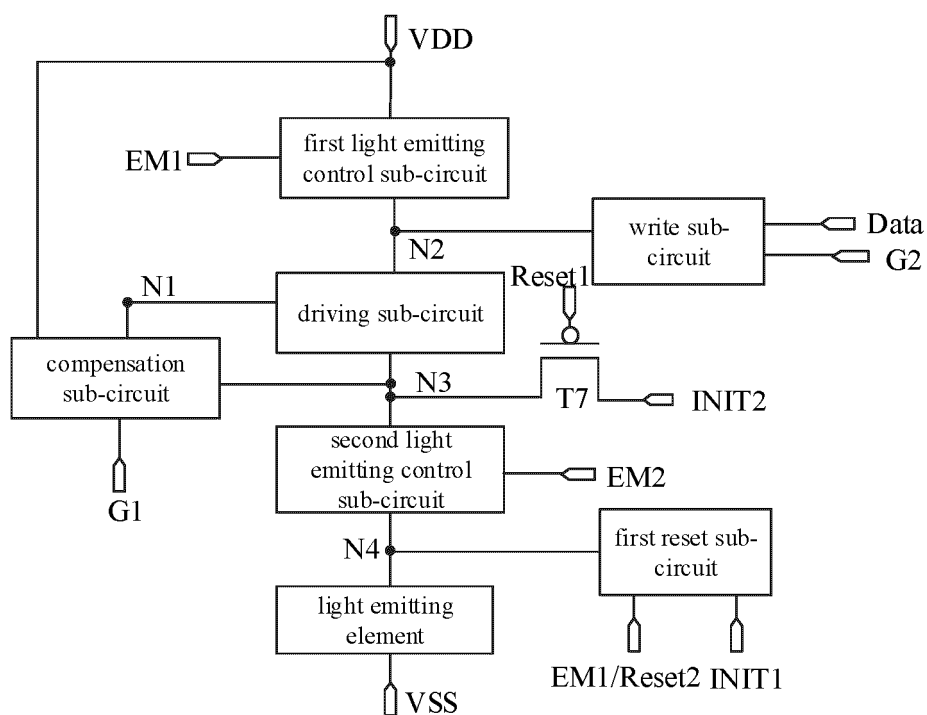 VDD
first light emitting
control sub-circuit
EM1
write sub-
circuit
Data
G2
N2
Reset1
N1
driving sub-circuit
compensation
sub-circuit
N3
T7
INIT2
second light
emitting control
sub-circuit
EM2
G1
N4
first reset sub-
circuit
light emitting
element
EM1/Reset2
INIT1
VSS